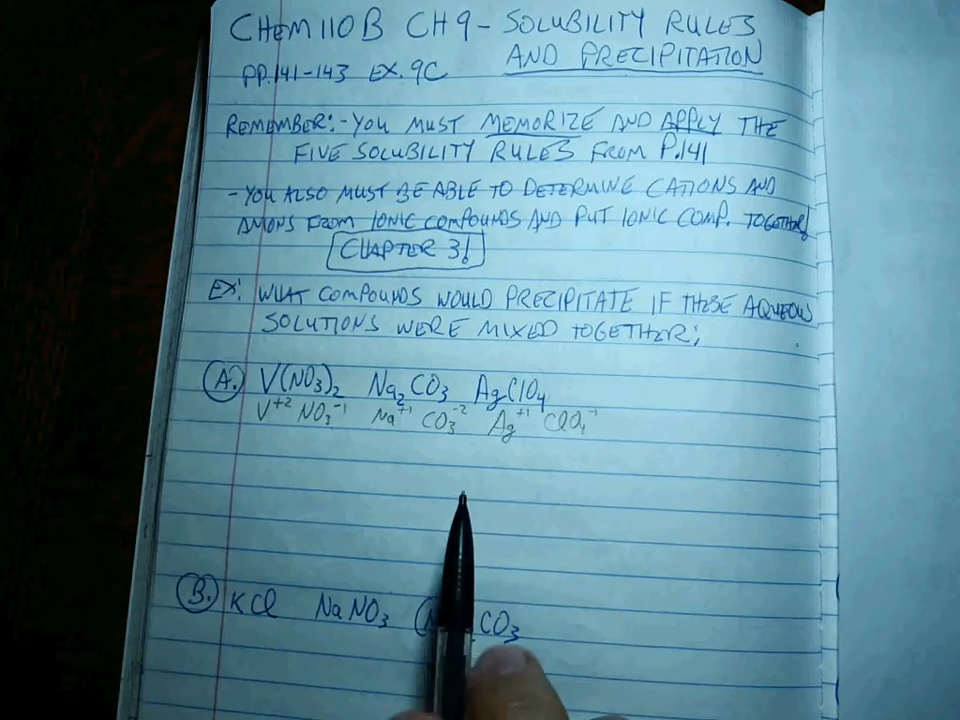 CHEM 110B CH 9 - SOLUBILITY RULES
AND PRECIPITATION
PP. 141-143 EX. 9C
REMEMBER: - YOU MUST MEMORIZE AND APPLY THE
FIVE SOLUBILITY RULES FROM P. 141
- YOU ALSO MUST BE ABLE TO DETERMINE CATIONS AND
ANIONS FROM IONIC COMPOUNDS AND PUT IONIC COMP. TOGETHER!
CHAPTER 3!
EX: WHAT COMPOUNDS WOULD PRECIPITATE IF THESE AQUEOUS
SOLUTIONS WERE MIXED TOGETHER:
A. V(NO₃)₂ Na₂CO₃ AgClO₄
V⁺² NO₃⁻¹ Na⁺¹ CO₃⁻² Ag⁺¹ ClO₄⁻¹
B. KCl NaNO₃ ( CO₃